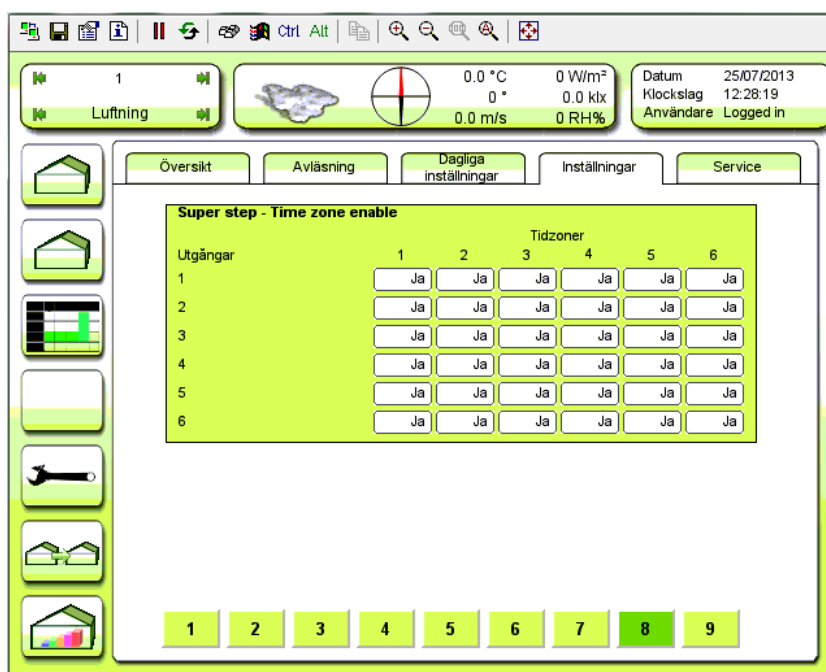 Ctrl Alt
1
Luftning
0.0 °C 0 W/m²
0 ° 0.0 klx
0.0 m/s 0 RH%
Datum 25/07/2013
Klockslag 12:28:19
Användare Logged in
Översikt Avläsning Dagliga inställningar Inställningar Service
Super step - Time zone enable
Tidzoner
Utgångar 1 2 3 4 5 6
1 Ja Ja Ja Ja Ja Ja
2 Ja Ja Ja Ja Ja Ja
3 Ja Ja Ja Ja Ja Ja
4 Ja Ja Ja Ja Ja Ja
5 Ja Ja Ja Ja Ja Ja
6 Ja Ja Ja Ja Ja Ja
1 2 3 4 5 6 7 8 9